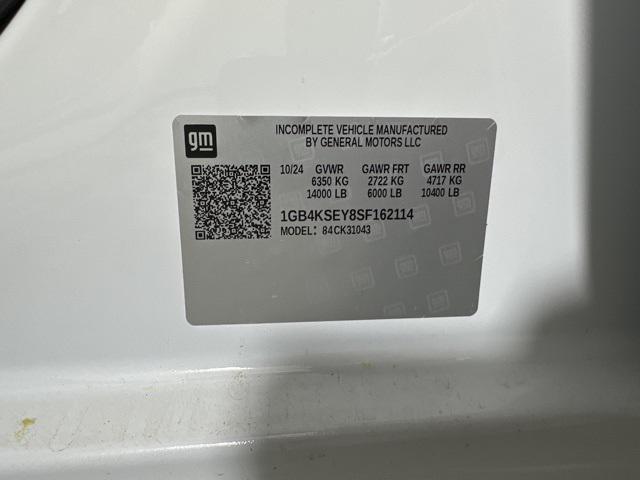 gm
INCOMPLETE VEHICLE MANUFACTURED
BY GENERAL MOTORS LLC
10/24 GVWR GAWR FRT GAWR RR
6350 KG 2722 KG 4717 KG
14000 LB 6000 LB 10400 LB
1GB4KSEY8SF162114
MODEL: 84CK31043